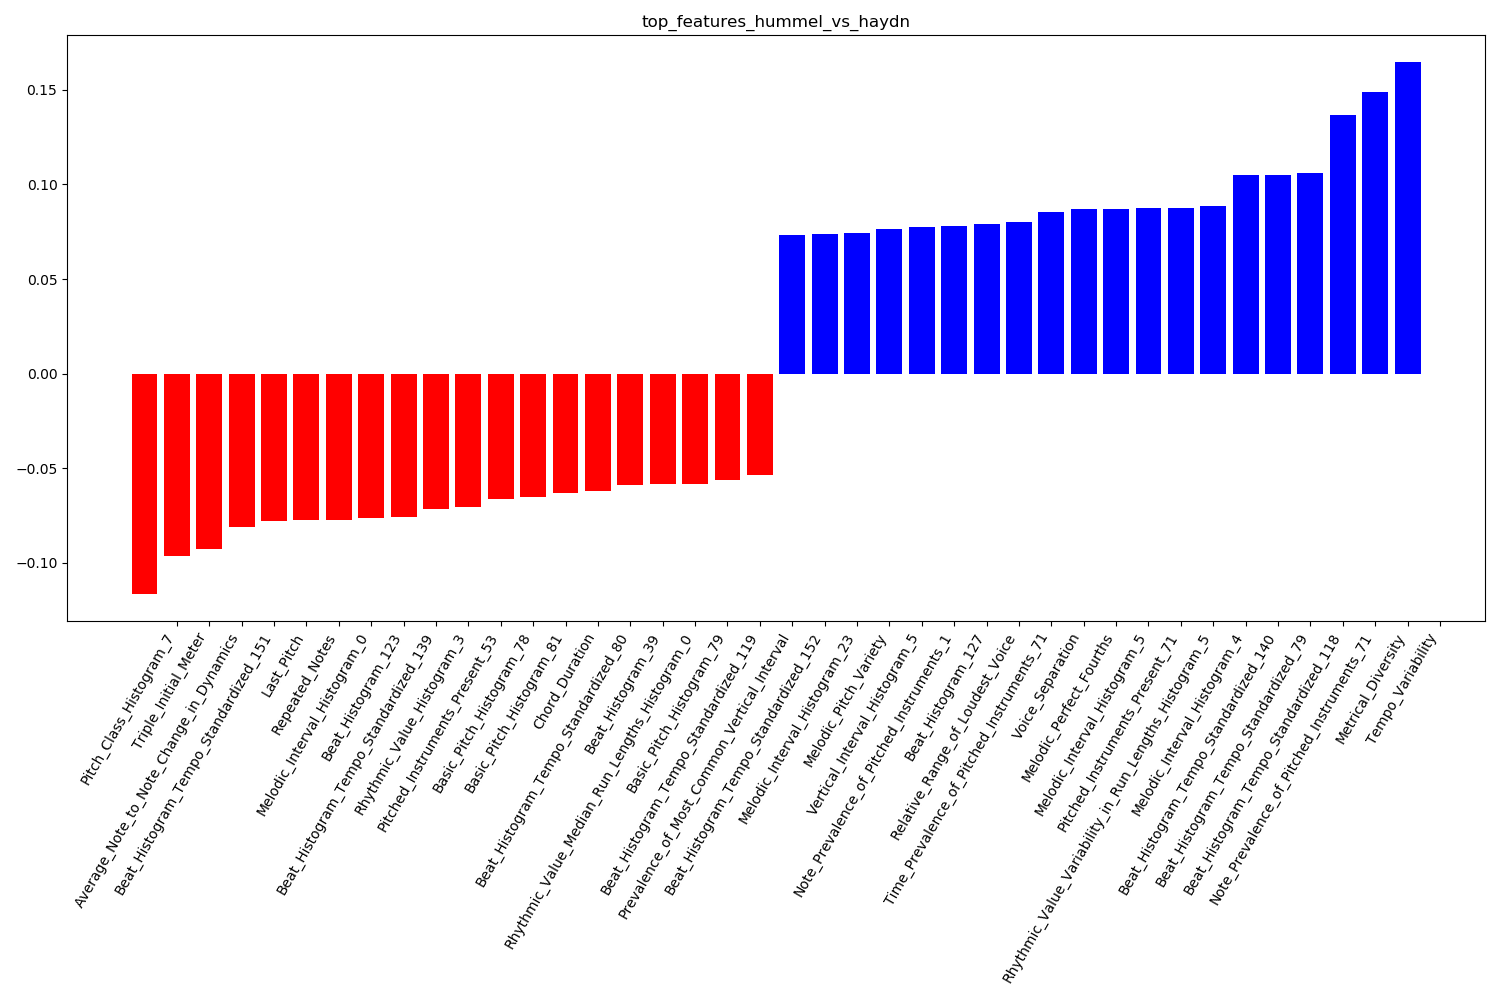 top_features_hummel_vs_haydn
0.15
0.10
0.05
0.00
−0.05
−0.10
Pitch_Class_Histogram_7
Triple_Initial_Meter
Average_Note_to_Note_Change_in_Dynamics
Beat_Histogram_Tempo_Standardized_151
Last_Pitch
Repeated_Notes
Melodic_Interval_Histogram_0
Beat_Histogram_123
Beat_Histogram_Tempo_Standardized_139
Rhythmic_Value_Histogram_3
Pitched_Instruments_Present_53
Basic_Pitch_Histogram_78
Basic_Pitch_Histogram_81
Chord_Duration
Beat_Histogram_Tempo_Standardized_80
Beat_Histogram_39
Rhythmic_Value_Median_Run_Lengths_Histogram_0
Basic_Pitch_Histogram_79
Beat_Histogram_Tempo_Standardized_119
Prevalence_of_Most_Common_Vertical_Interval
Beat_Histogram_Tempo_Standardized_152
Melodic_Interval_Histogram_23
Melodic_Pitch_Variety
Vertical_Interval_Histogram_5
Note_Prevalence_of_Pitched_Instruments_1
Beat_Histogram_127
Relative_Range_of_Loudest_Voice
Time_Prevalence_of_Pitched_Instruments_71
Voice_Separation
Melodic_Perfect_Fourths
Melodic_Interval_Histogram_5
Pitched_Instruments_Present_71
Rhythmic_Value_Variability_in_Run_Lengths_Histogram_5
Melodic_Interval_Histogram_4
Beat_Histogram_Tempo_Standardized_140
Beat_Histogram_Tempo_Standardized_79
Beat_Histogram_Tempo_Standardized_118
Note_Prevalence_of_Pitched_Instruments_71
Metrical_Diversity
Tempo_Variability